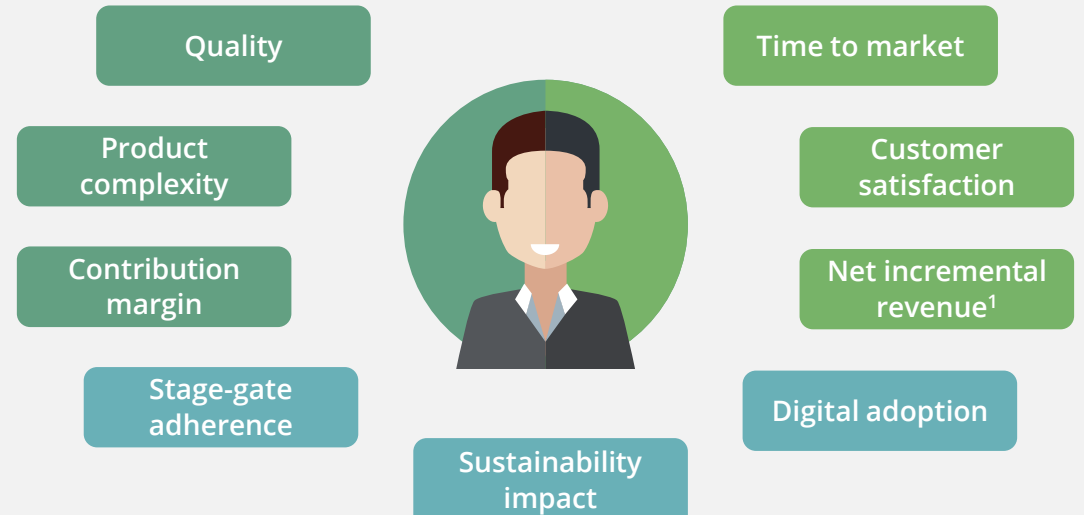 Quality
Time to market
Product
complexity
Customer
satisfaction
Contribution
margin
Net incremental
revenue¹
Stage-gate
adherence
Digital adoption
Sustainability
impact